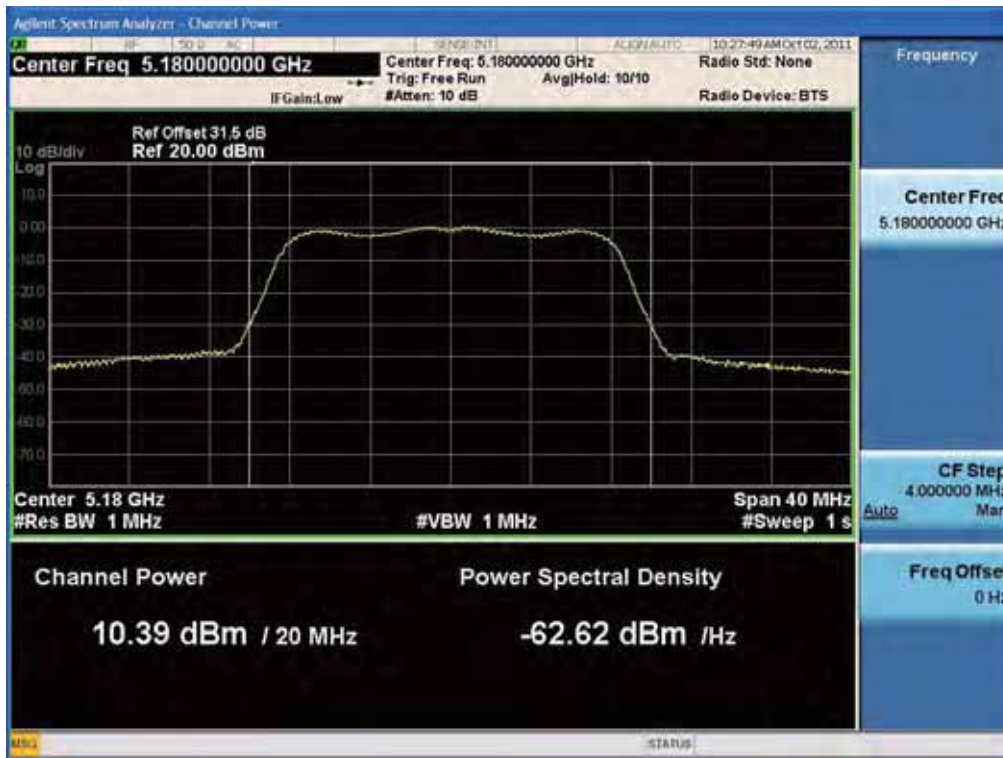 Agilent Spectrum Analyzer - Channel Power
RF 50 Ω AC SENSE:INT ALIGN AUTO 10:27:49 AM Oct 02, 2011
Center Freq 5.180000000 GHz
Center Freq: 5.180000000 GHz
Radio Std: None
Trig: Free Run Avg|Hold: 10/10
IFGain:Low #Atten: 10 dB Radio Device: BTS
Frequency
Ref Offset 31.5 dB
10 dB/div Ref 20.00 dBm
Log
10.0
0.00
-10.0
-20.0
-30.0
-40.0
-50.0
-60.0
-70.0
Center 5.18 GHz Span 40 MHz
#Res BW 1 MHz #VBW 1 MHz #Sweep 1 s
Channel Power Power Spectral Density
10.39 dBm / 20 MHz -62.62 dBm /Hz
Center Freq
5.180000000 GHz
CF Step
4.000000 MHz
Auto Man
Freq Offset
0 Hz
MSG STATUS